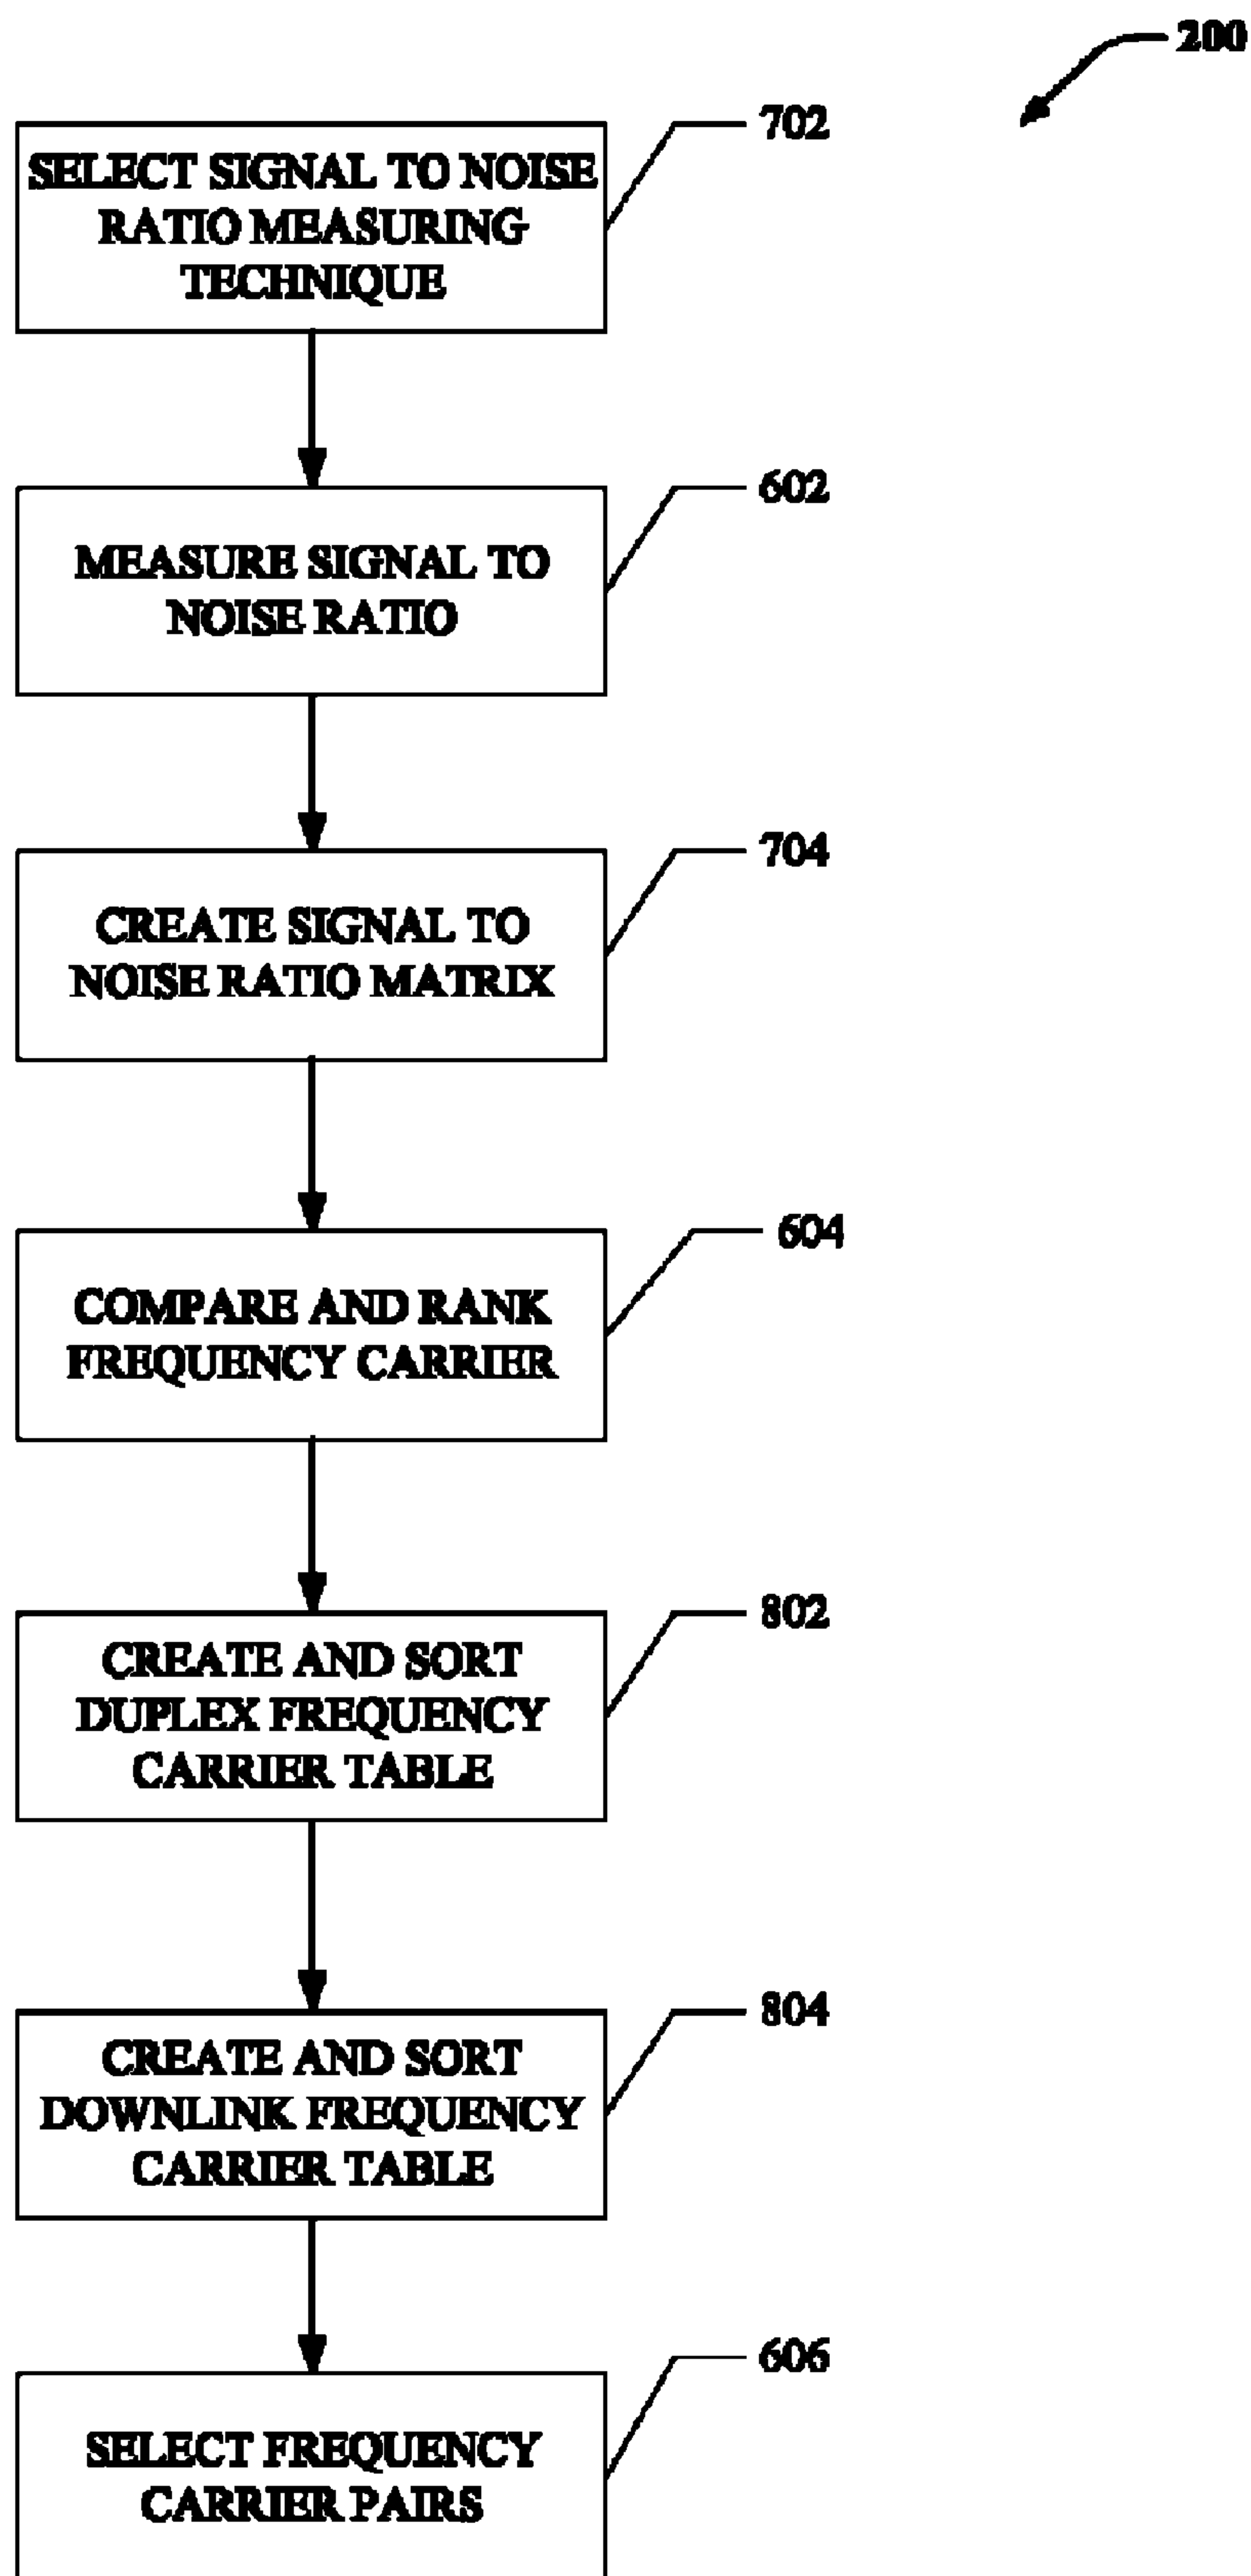 200
702
SELECT SIGNAL TO NOISE
RATIO MEASURING
TECHNIQUE
602
MEASURE SIGNAL TO
NOISE RATIO
704
CREATE SIGNAL TO
NOISE RATIO MATRIX
604
COMPARE AND RANK
FREQUENCY CARRIER
802
CREATE AND SORT
DUPLEX FREQUENCY
CARRIER TABLE
804
CREATE AND SORT
DOWNLINK FREQUENCY
CARRIER TABLE
606
SELECT FREQUENCY
CARRIER PAIRS